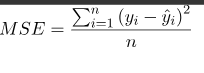 MSE = \frac{\sum_{i=1}^{n} (y_i - \hat{y}_i)^2}{n}